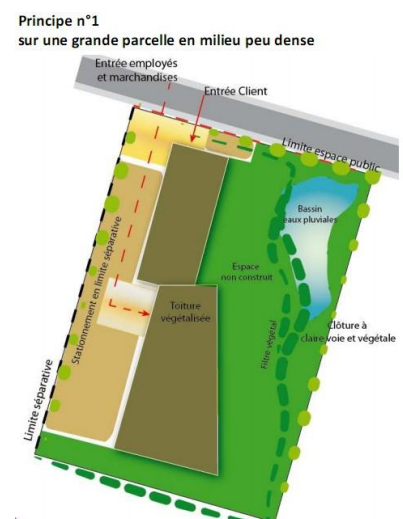 Principe n°1
sur une grande parcelle en milieu peu dense
Entrée employés
et marchandises
Entrée Client
Limite espace public
Bassin
eaux pluviales
Espace
non construit
Stationnement en limite séparative
Toiture
végétalisée
Filtre végétal
Clôture à
claire voie et végétale
Limite séparative